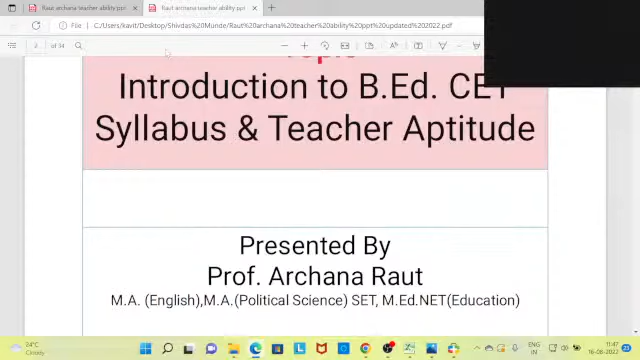 Raut archana teacher ability ppt
Raut archana teacher ability ppt
File
C:/Users/kavit/Desktop/Shivdas%20Munde/Raut%20archana%20teacher%20ability%20ppt%20updated%202022.pdf
2 of 34
Topic
Introduction to B.Ed. CET
Syllabus & Teacher Aptitude
Presented By
Prof. Archana Raut
M.A. (English),M.A.(Political Science) SET, M.Ed.NET(Education)
24°C
Cloudy
ENG
IN
11:47
16-08-2022